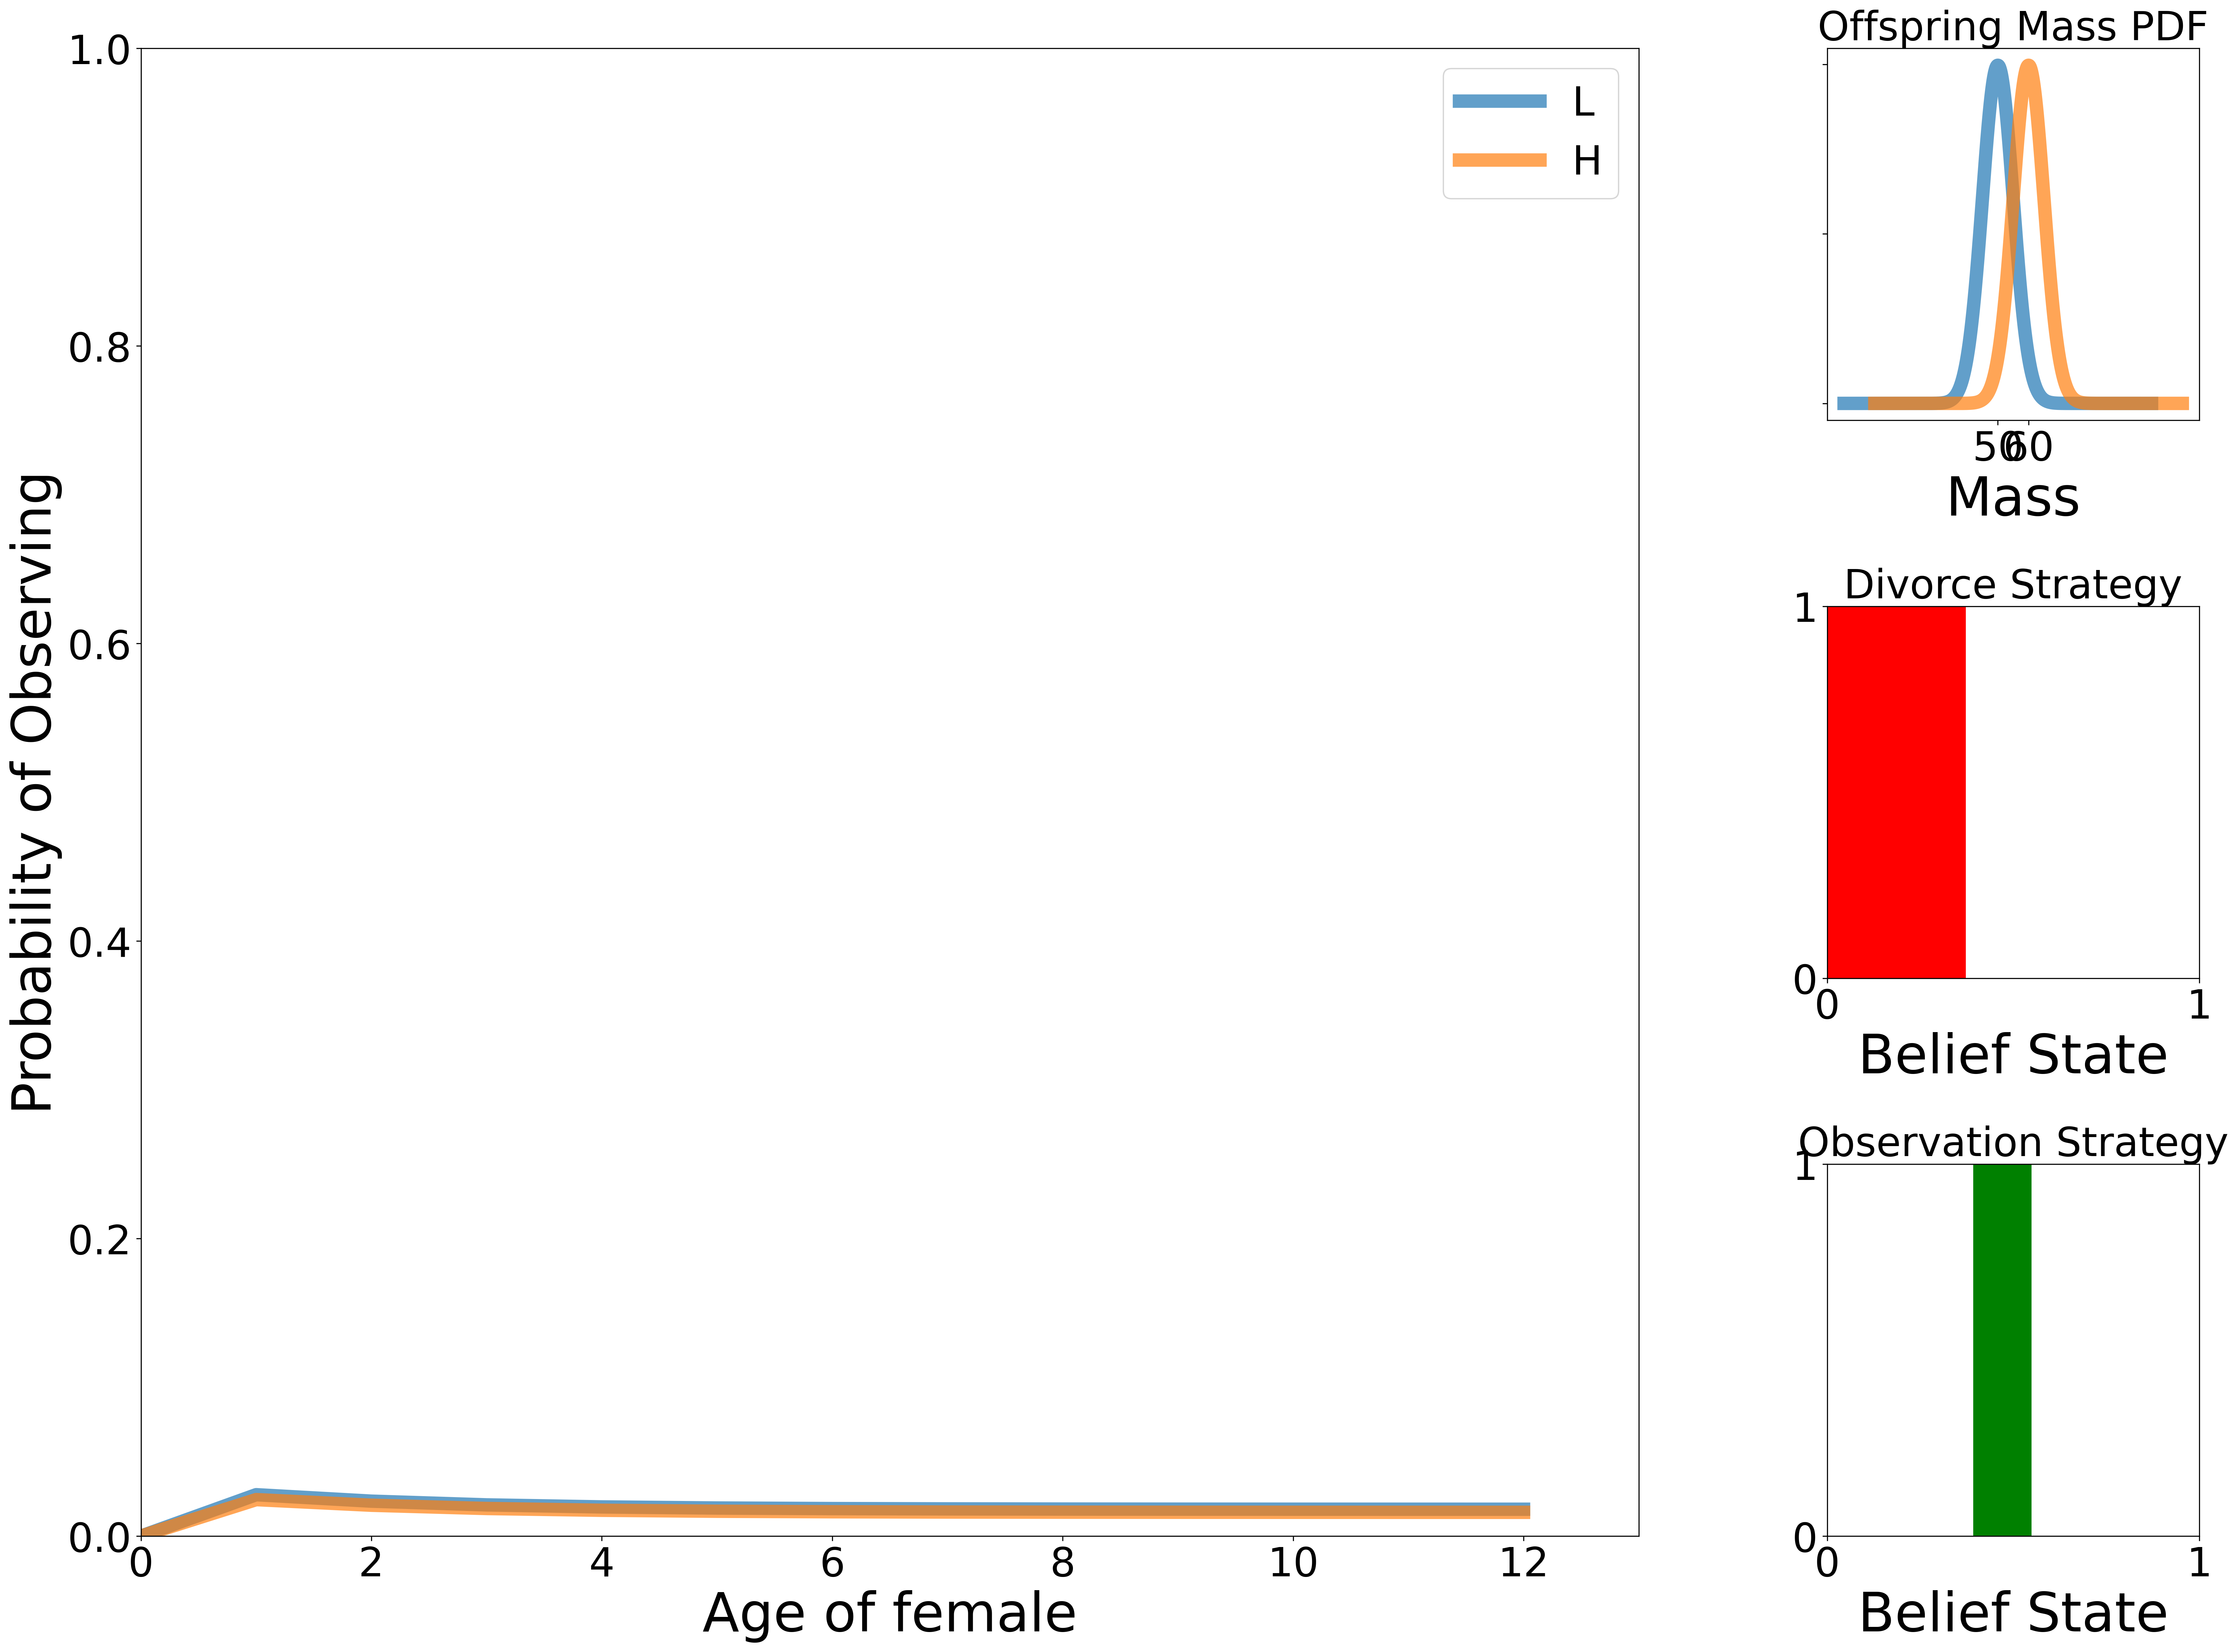 1.0
0.8
0.6
0.4
0.2
0.0
Probability of Observing
0 2 4 6 8 10 12
Age of female
L
H
Offspring Mass PDF
50 60
Mass
Divorce Strategy
1
0
0 1
Belief State
Observation Strategy
1
0
0 1
Belief State